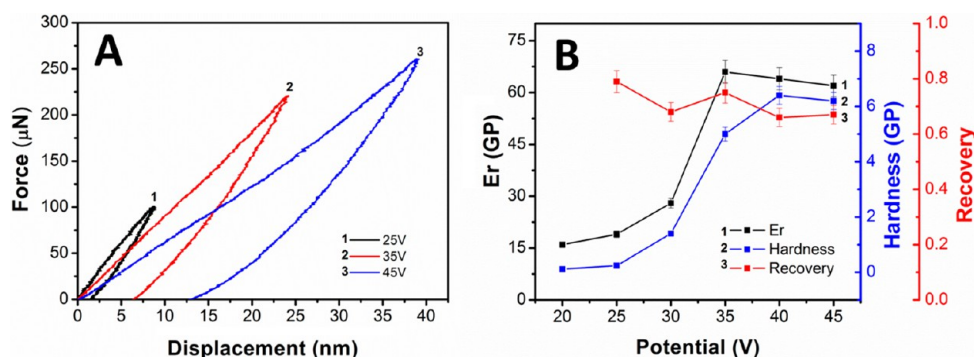 A
Force (µN)
300
250
200
150
100
50
0
0 5 10 15 20 25 30 35 40
Displacement (nm)
1
2
3
1 25V
2 35V
3 45V
B
Er (GP)
75
60
45
30
15
0
20 25 30 35 40 45
Potential (V)
1
2
3
1 Er
2 Hardness
3 Recovery
8
6
4
2
0
Hardness (GP)
1.0
0.8
0.6
0.4
0.2
0.0
Recovery